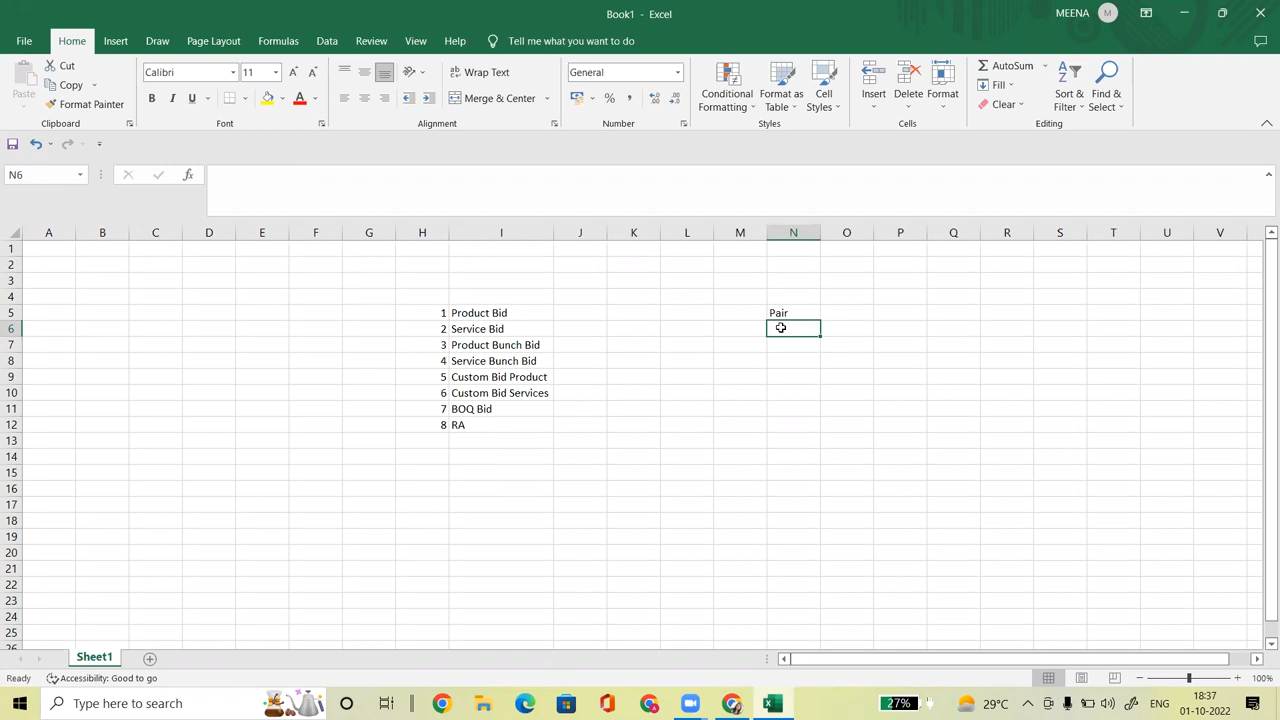 Book1 - Excel
MEENA
M
File Home Insert Draw Page Layout Formulas Data Review View Help Tell me what you want to do
Paste
Cut
Copy
Format Painter
Clipboard
Calibri 11
B I U
Font
Wrap Text
Merge & Center
Alignment
General
Number
Conditional Formatting
Format as Table
Cell Styles
Styles
Insert
Delete
Format
Cells
AutoSum
Fill
Clear
Sort & Filter
Find & Select
Editing
N6 fx
A B C D E F G H I J K L M N O P Q R S T U V
1
2
3
4
5 1 Product Bid Pair
6 2 Service Bid
7 3 Product Bunch Bid
8 4 Service Bunch Bid
9 5 Custom Bid Product
10 6 Custom Bid Services
11 7 BOQ Bid
12 8 RA
13
14
15
16
17
18
19
20
21
22
23
24
25
26
Sheet1
Ready Accessibility: Good to go 100%
Type here to search
27% 29°C ENG 18:37
01-10-2022